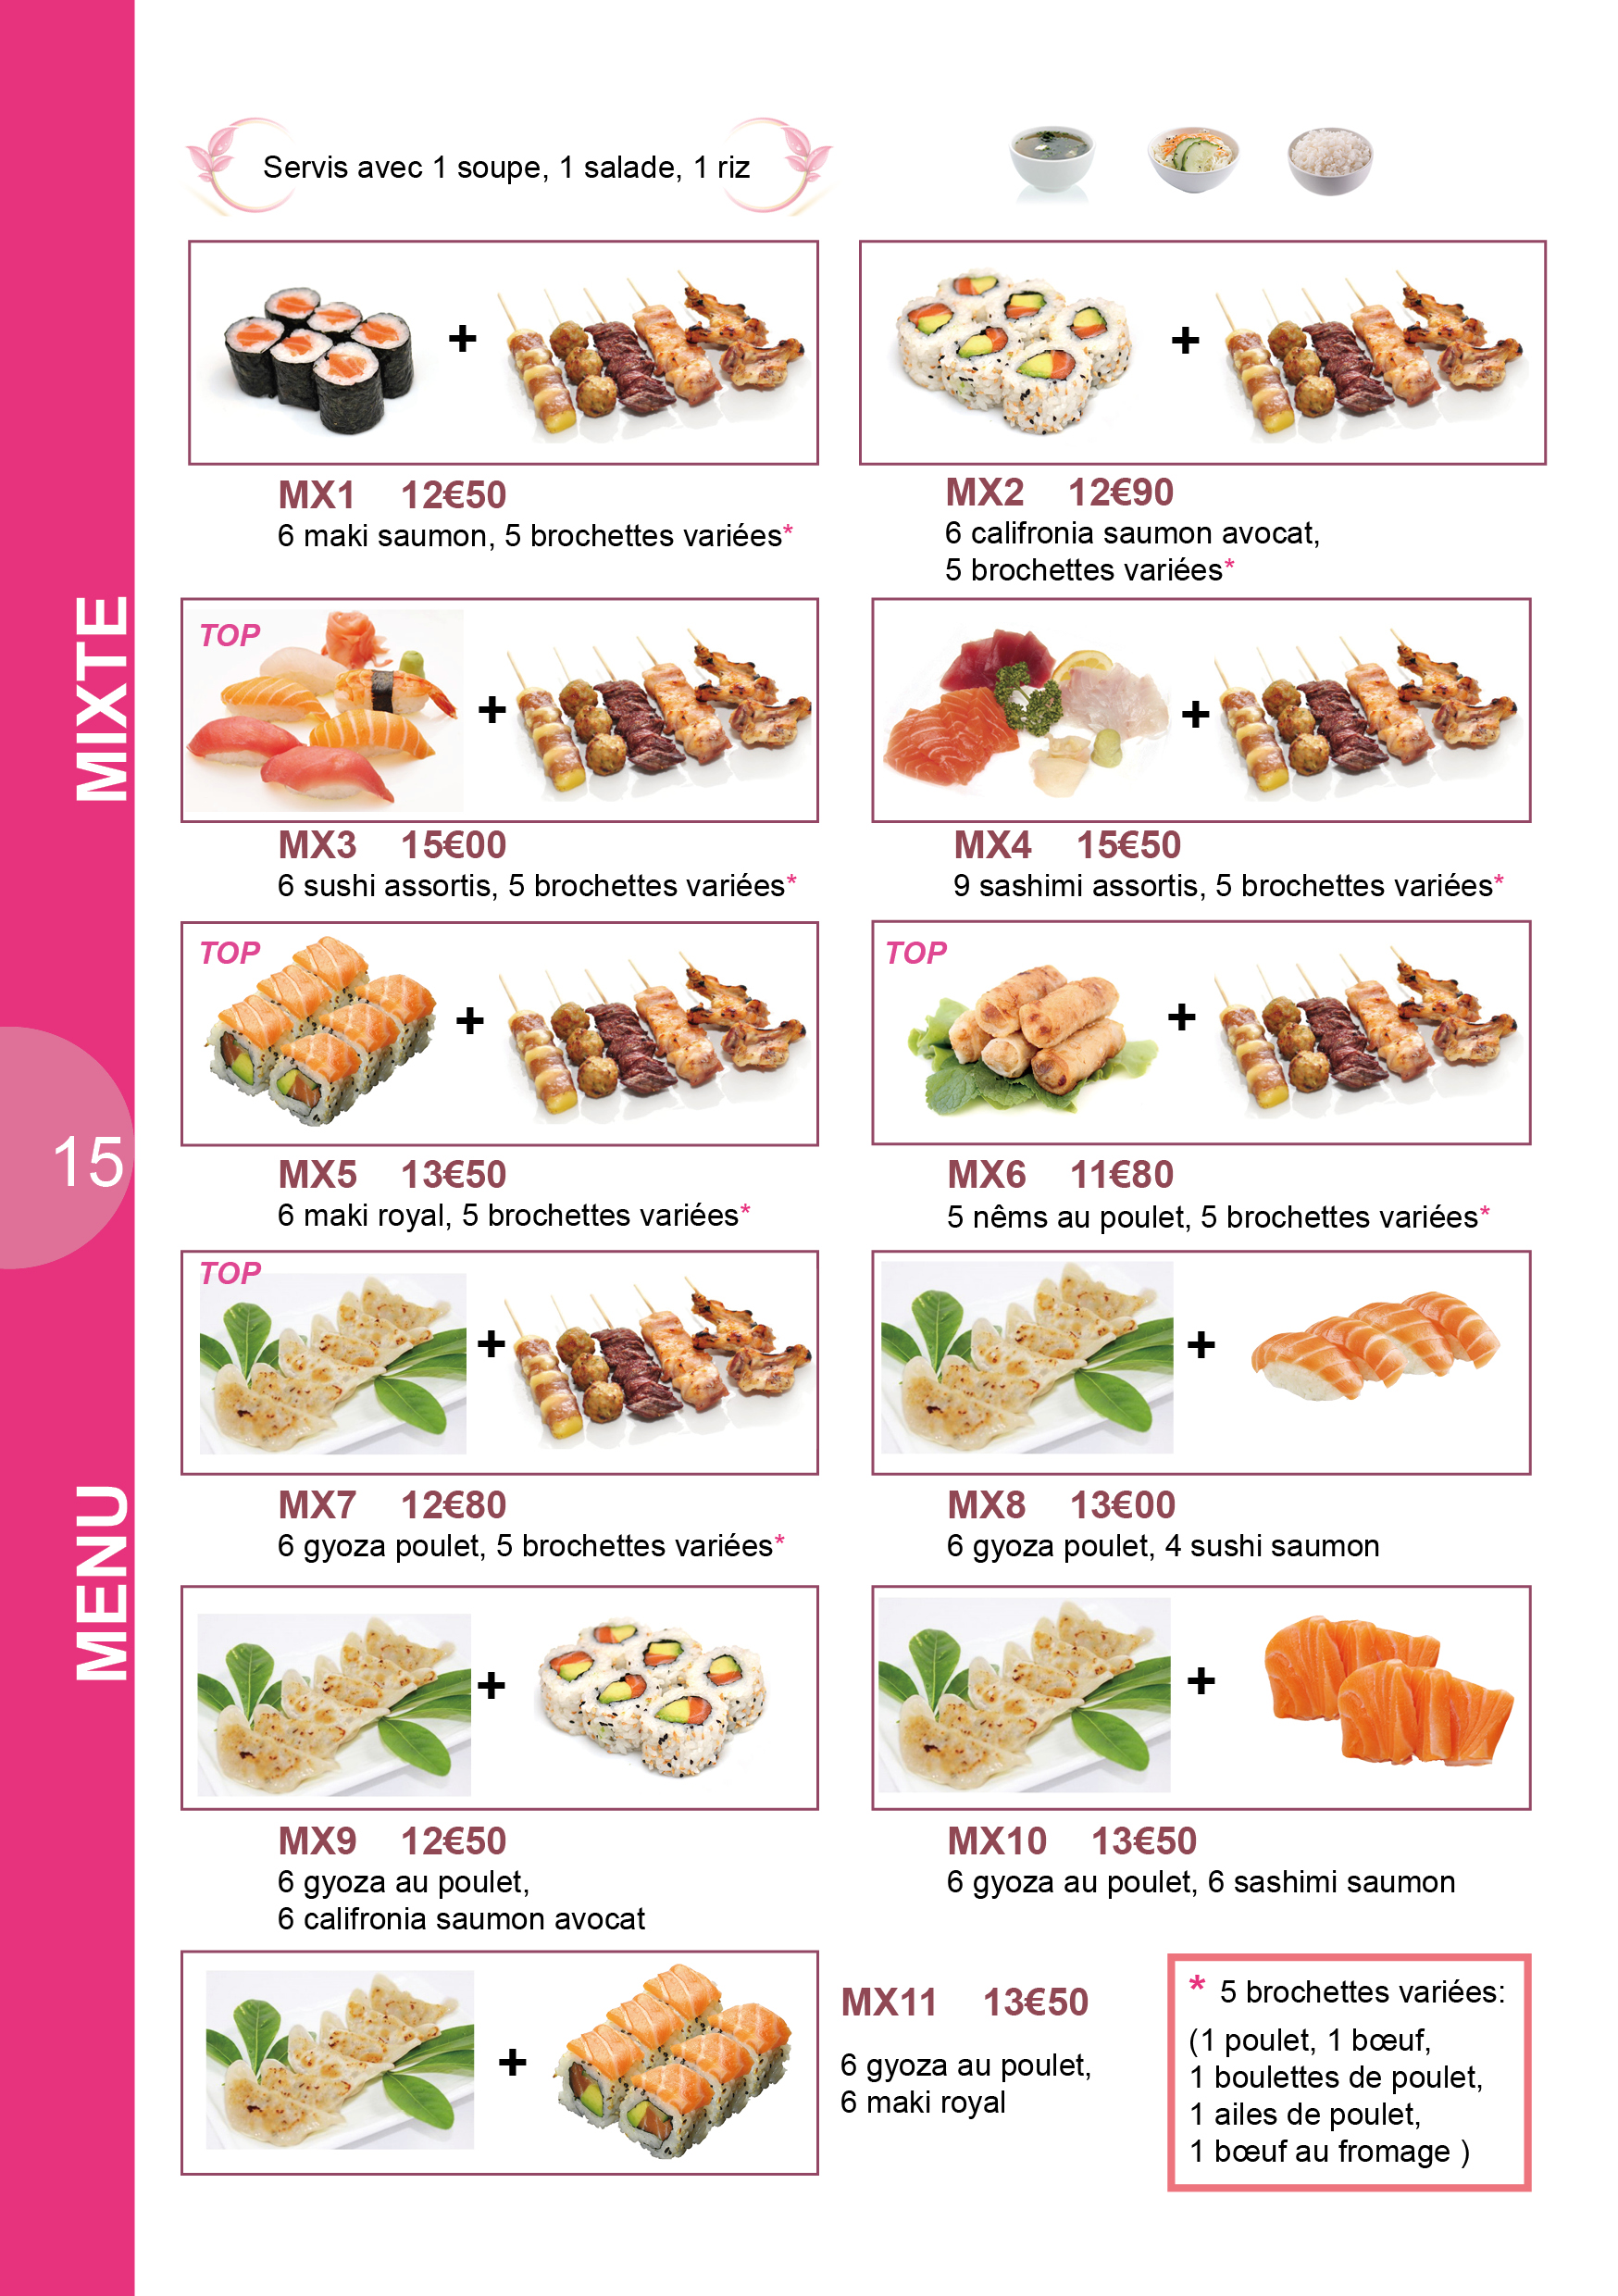 Servis avec 1 soupe, 1 salade, 1 riz
MX1 12€50
6 maki saumon, 5 brochettes variées*
MX2 12€90
6 califronia saumon avocat,
5 brochettes variées*
TOP
MX3 15€00
6 sushi assortis, 5 brochettes variées*
MX4 15€50
9 sashimi assortis, 5 brochettes variées*
TOP
MX5 13€50
6 maki royal, 5 brochettes variées*
TOP
MX6 11€80
5 nêms au poulet, 5 brochettes variées*
TOP
MX7 12€80
6 gyoza poulet, 5 brochettes variées*
MX8 13€00
6 gyoza poulet, 4 sushi saumon
MX9 12€50
6 gyoza au poulet,
6 califronia saumon avocat
MX10 13€50
6 gyoza au poulet, 6 sashimi saumon
MX11 13€50
6 gyoza au poulet,
6 maki royal
* 5 brochettes variées:
(1 poulet, 1 bœuf,
1 boulettes de poulet,
1 ailes de poulet,
1 bœuf au fromage )
MENU MIXTE
15